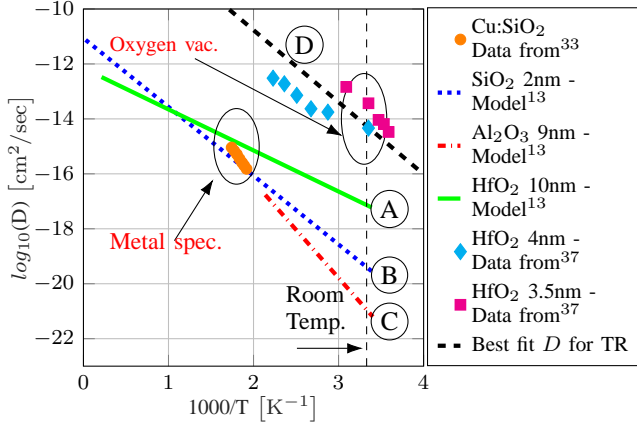 −10
−12
−14
−16
−18
−20
−22
log10(D) [cm²/sec]
Oxygen vac.
D
Metal spec.
A
B
C
Room
Temp.
0
1
2
3
4
1000/T [K⁻¹]
Cu:SiO₂
Data from³³
SiO₂ 2nm -
Model¹³
Al₂O₃ 9nm -
Model¹³
HfO₂ 10nm -
Model¹³
HfO₂ 4nm -
Data from³⁷
HfO₂ 3.5nm -
Data from³⁷
Best fit D for TR